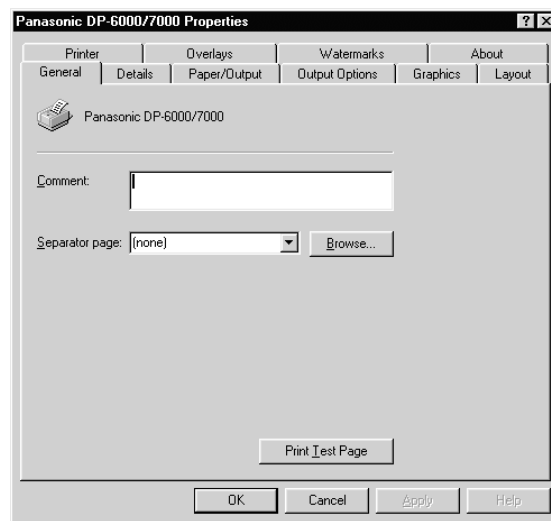 Panasonic DP-6000/7000 Properties ? X
Printer Overlays Watermarks About
General Details Paper/Output Output Options Graphics Layout
Panasonic DP-6000/7000
Comment:
Separator page: (none) Browse...
Print Test Page
OK Cancel Apply Help